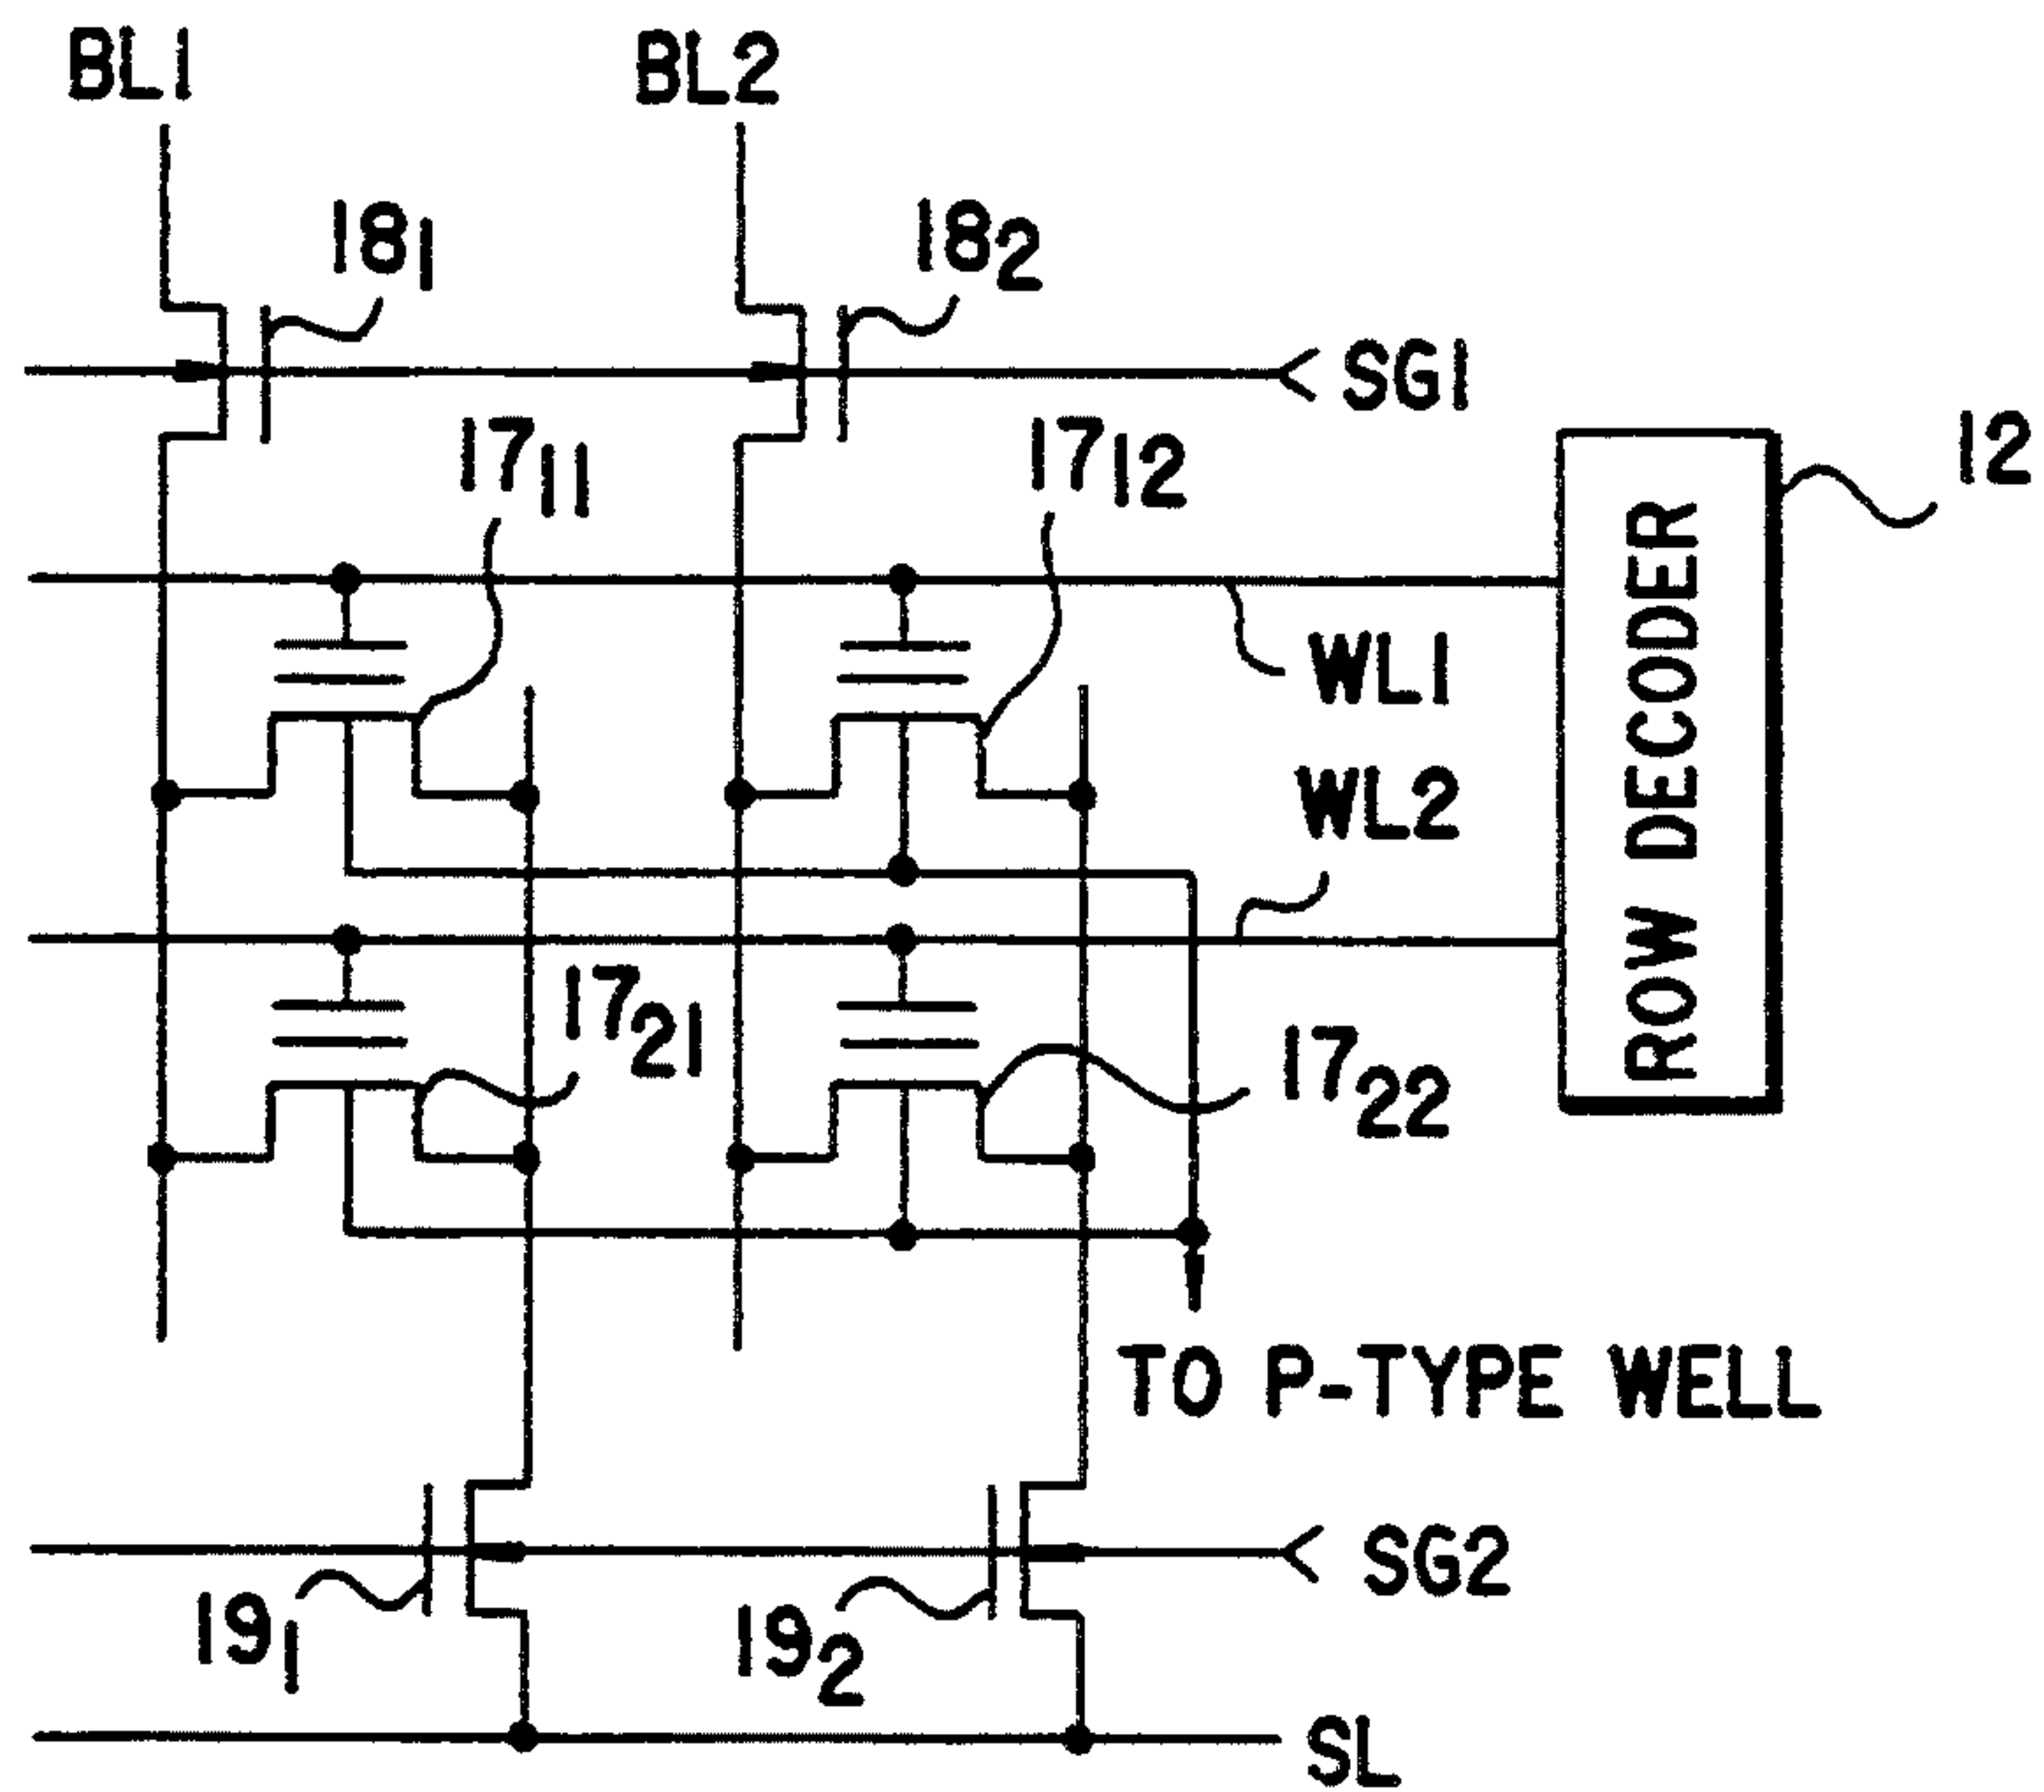 BL1 BL2
18₁ 18₂
SG1
17₁₁ 17₁₂ 12
WL1
WL2
ROW DECODER
17₂₁ 17₂₂
TO P-TYPE WELL
SG2
19₁ 19₂
SL